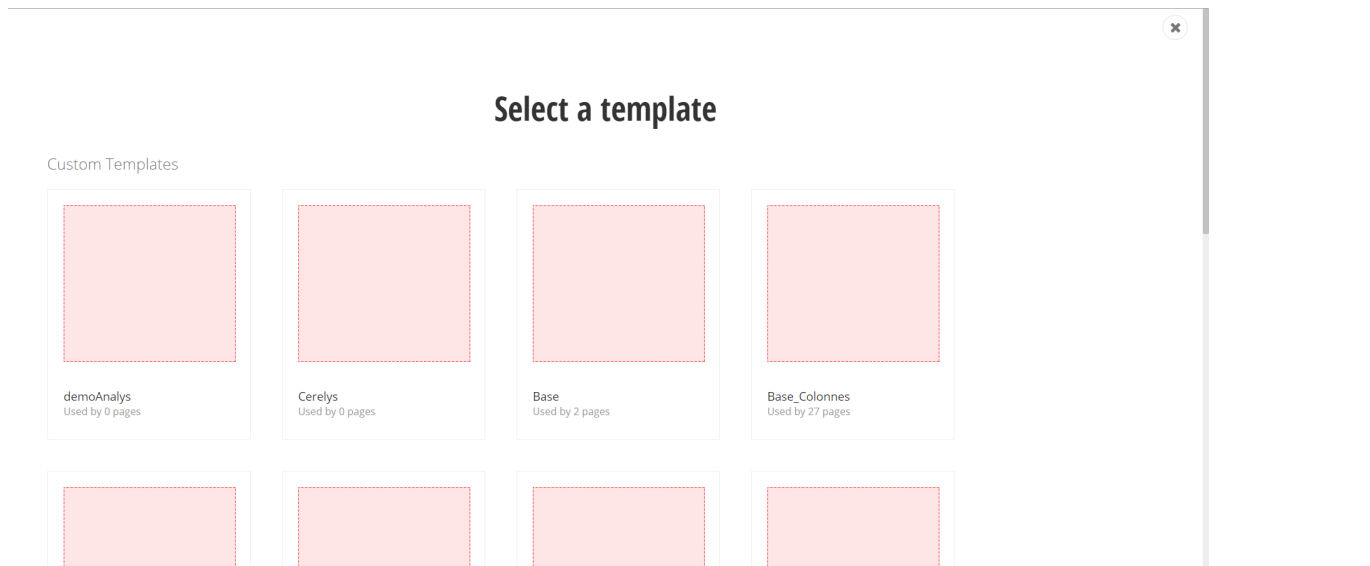 Select a template
Custom Templates
demoAnalys
Used by 0 pages
Cerelys
Used by 0 pages
Base
Used by 2 pages
Base_Colonnes
Used by 27 pages